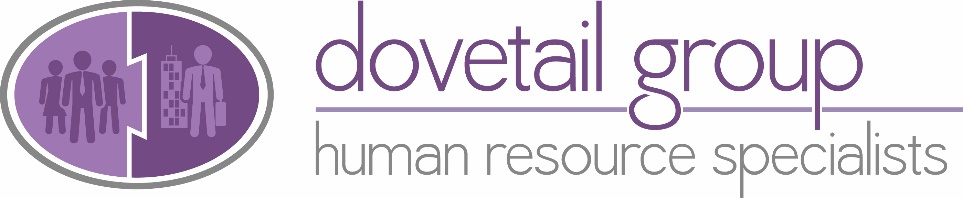 dovetail group
human resource specialists